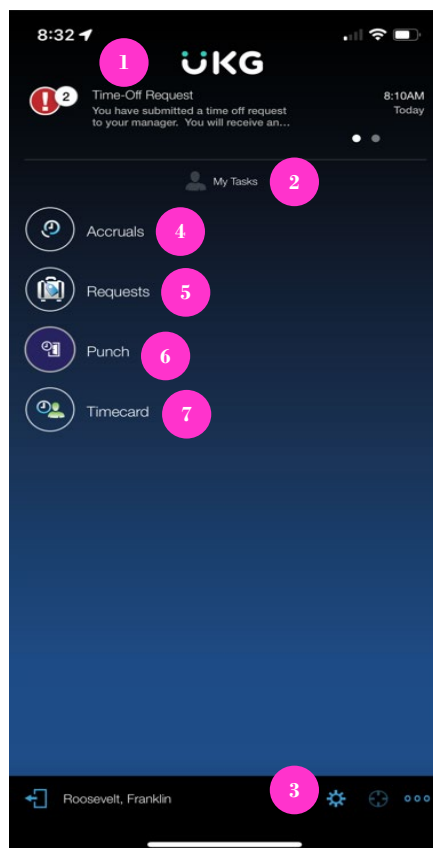 8:32
1
UKG
2
Time-Off Request
8:10AM
You have submitted a time off request
Today
to your manager. You will receive an...
My Tasks
2
Accruals
4
Requests
5
Punch
6
Timecard
7
3
Roosevelt, Franklin